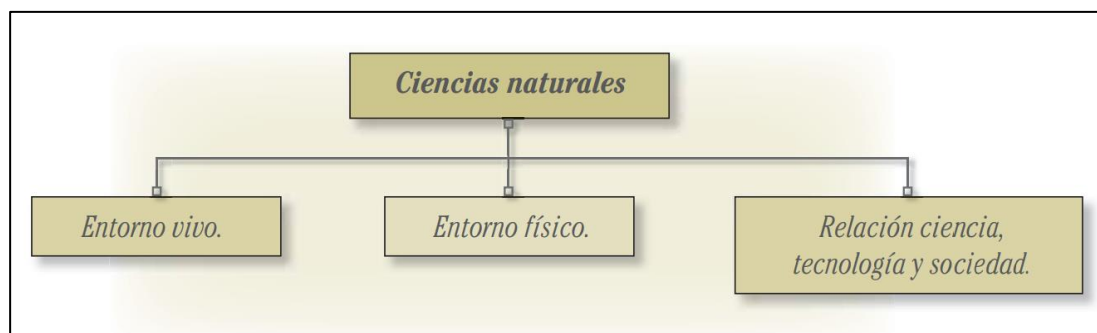 Ciencias naturales
Entorno vivo.
Entorno físico.
Relación ciencia,
tecnología y sociedad.